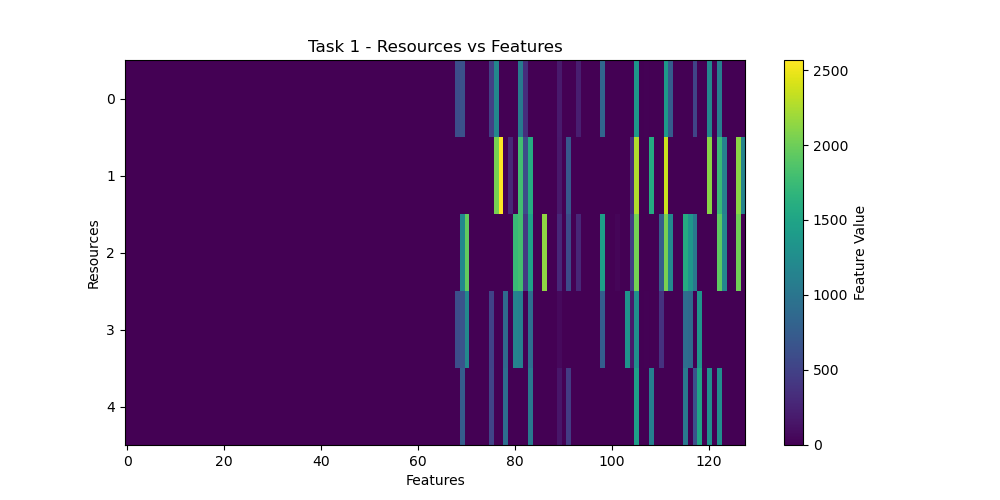 Task 1 - Resources vs Features
Resources
0
1
2
3
4
0 20 40 60 80 100 120
Features
2500
2000
1500
1000
500
0
Feature Value